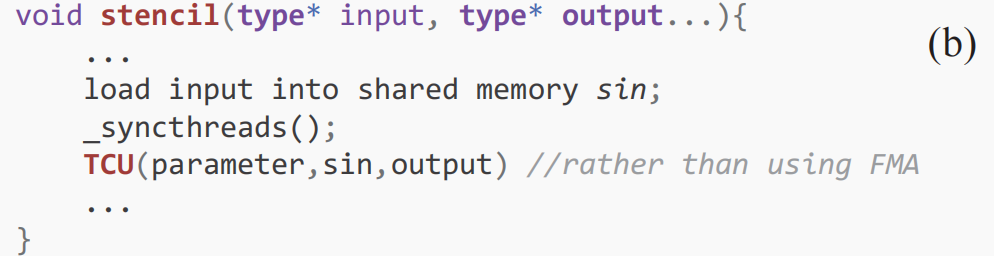 void stencil(type* input, type* output...){
(b)
...
load input into shared memory sin;
_syncthreads();
TCU(parameter,sin,output) //rather than using FMA
...
}